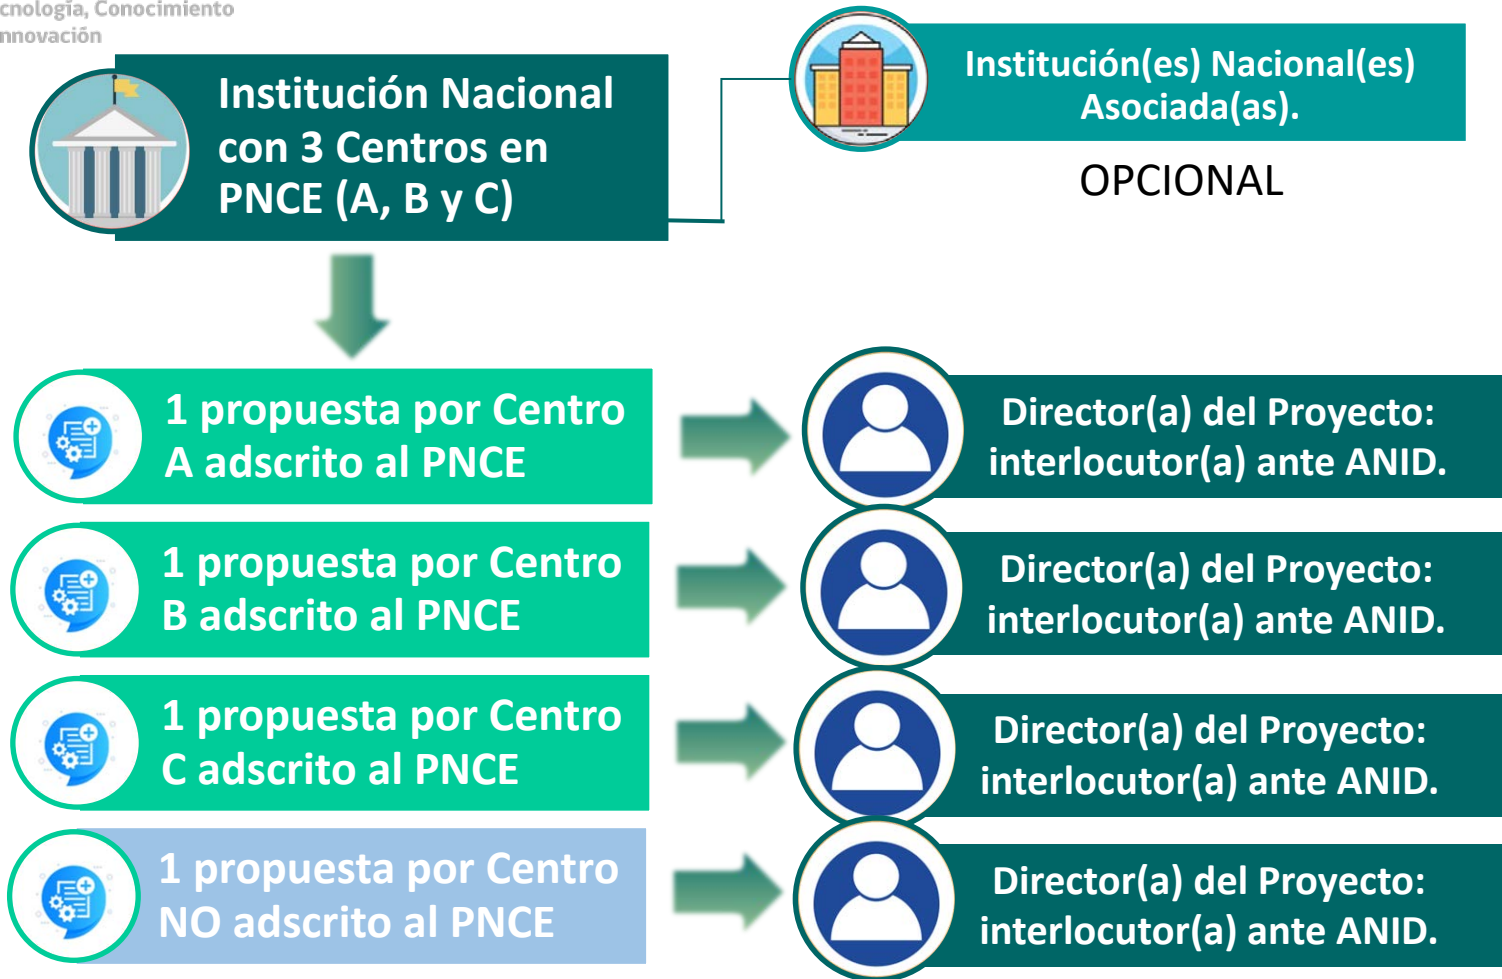 Conocimiento
Institución Nacional
con 3 Centros en
PNCE (A, B y C)
Institución(es) Nacional(es)
Asociada(as).
OPCIONAL
1 propuesta por Centro
A adscrito al PNCE
Director(a) del Proyecto:
interlocutor(a) ante ANID.
1 propuesta por Centro
B adscrito al PNCE
Director(a) del Proyecto:
interlocutor(a) ante ANID.
1 propuesta por Centro
C adscrito al PNCE
Director(a) del Proyecto:
interlocutor(a) ante ANID.
1 propuesta por Centro
NO adscrito al PNCE
Director(a) del Proyecto:
interlocutor(a) ante ANID.